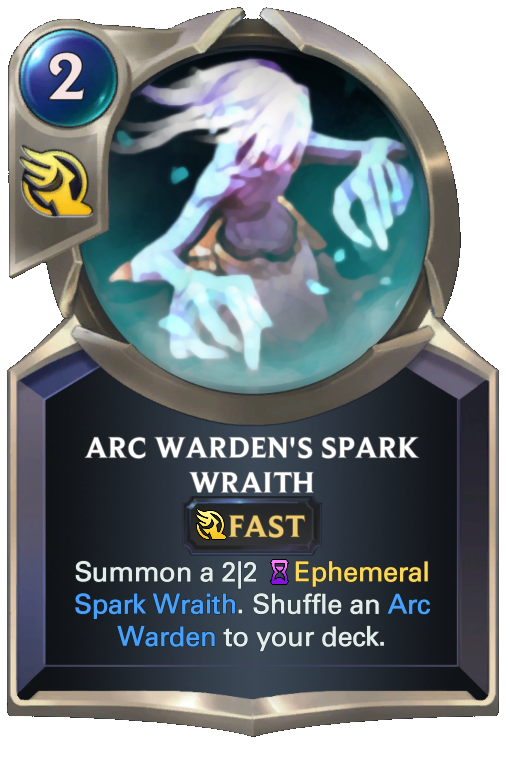 2
ARC WARDEN'S SPARK
WRAITH
FAST
Summon a 2|2 Ephemeral
Spark Wraith. Shuffle an Arc
Warden to your deck.